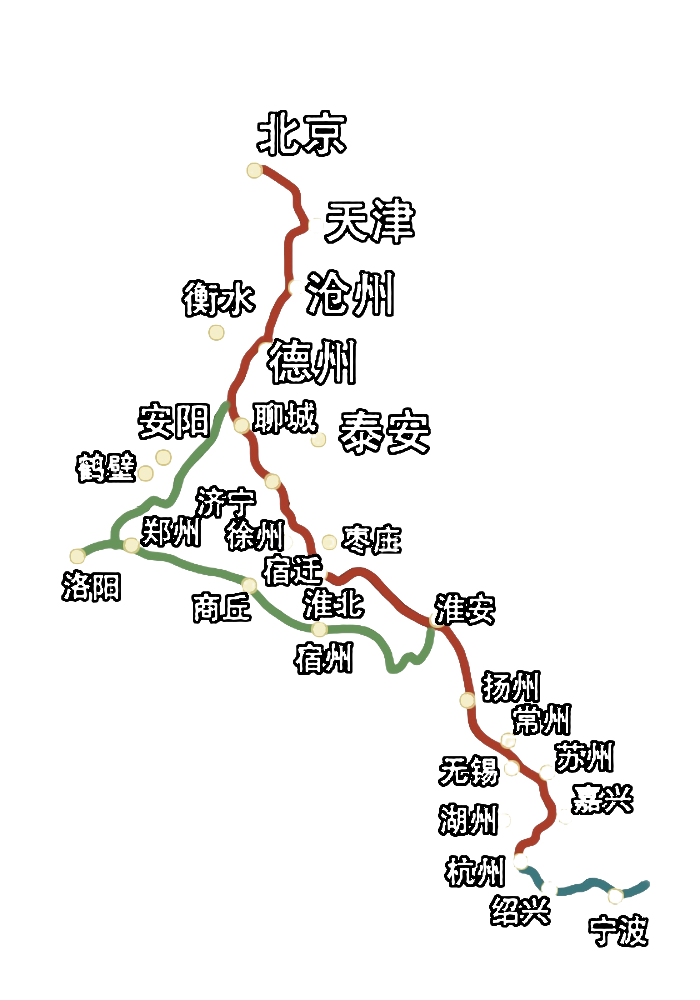 北京
天津
沧州
衡水
德州
安阳
聊城
泰安
鹤壁
济宁
郑州
徐州
枣庄
宿迁
洛阳
商丘
淮北
淮安
宿州
扬州
常州
苏州
无锡
嘉兴
湖州
杭州
绍兴
宁波